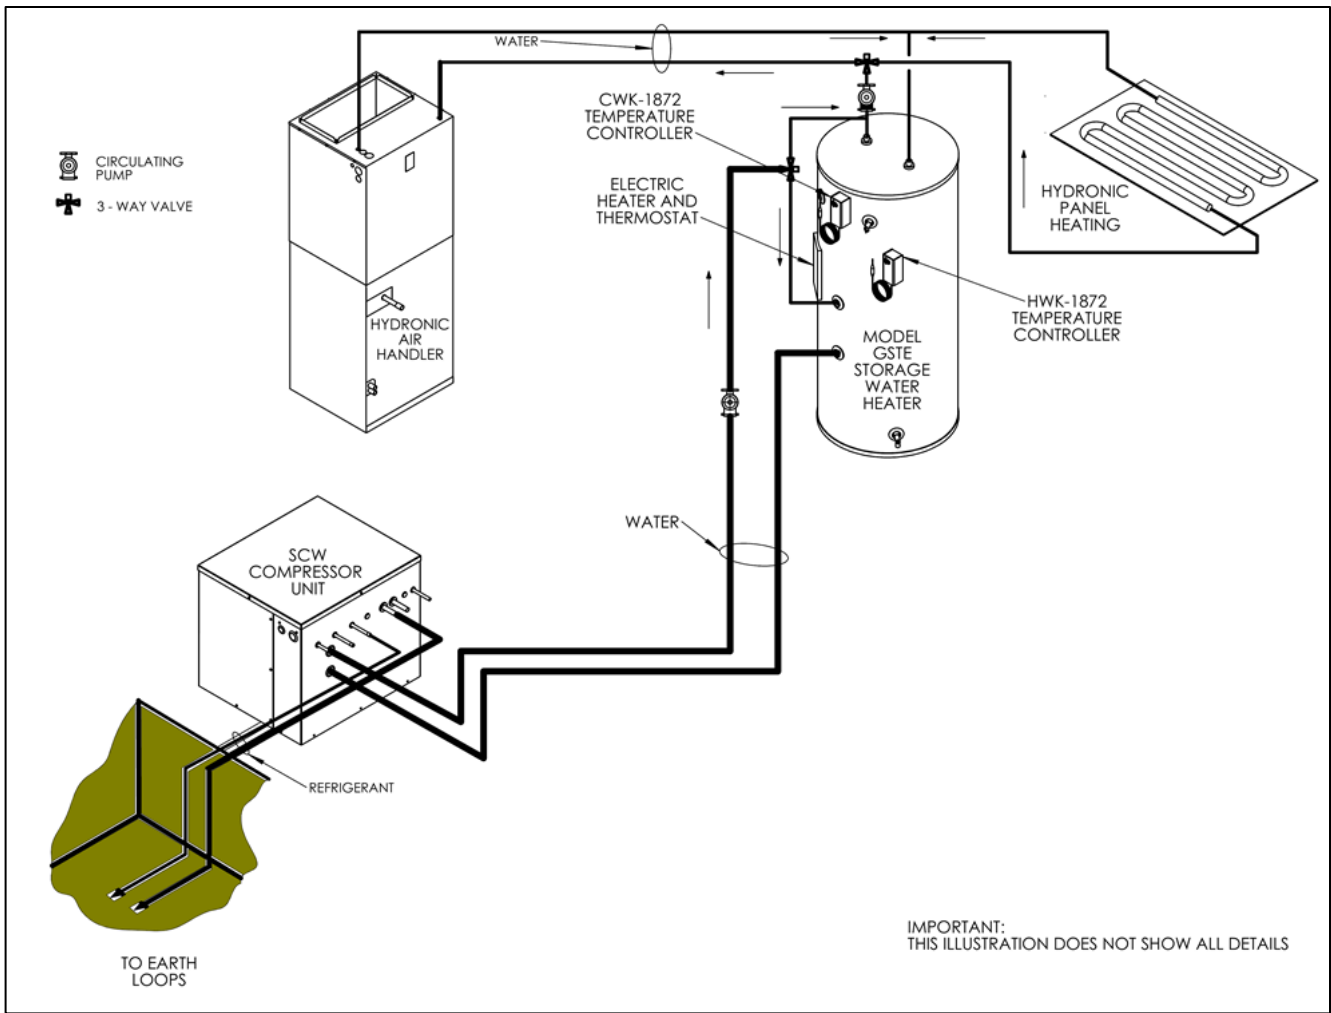 WATER
CWK-1872
TEMPERATURE
CONTROLLER
CIRCULATING
PUMP
3 - WAY VALVE
ELECTRIC
HEATER AND
THERMOSTAT
HYDRONIC
PANEL
HEATING
HYDRONIC
AIR
HANDLER
HWK-1872
TEMPERATURE
CONTROLLER
MODEL
GSTE
STORAGE
WATER
HEATER
WATER
SCW
COMPRESSOR
UNIT
REFRIGERANT
TO EARTH
LOOPS
IMPORTANT:
THIS ILLUSTRATION DOES NOT SHOW ALL DETAILS